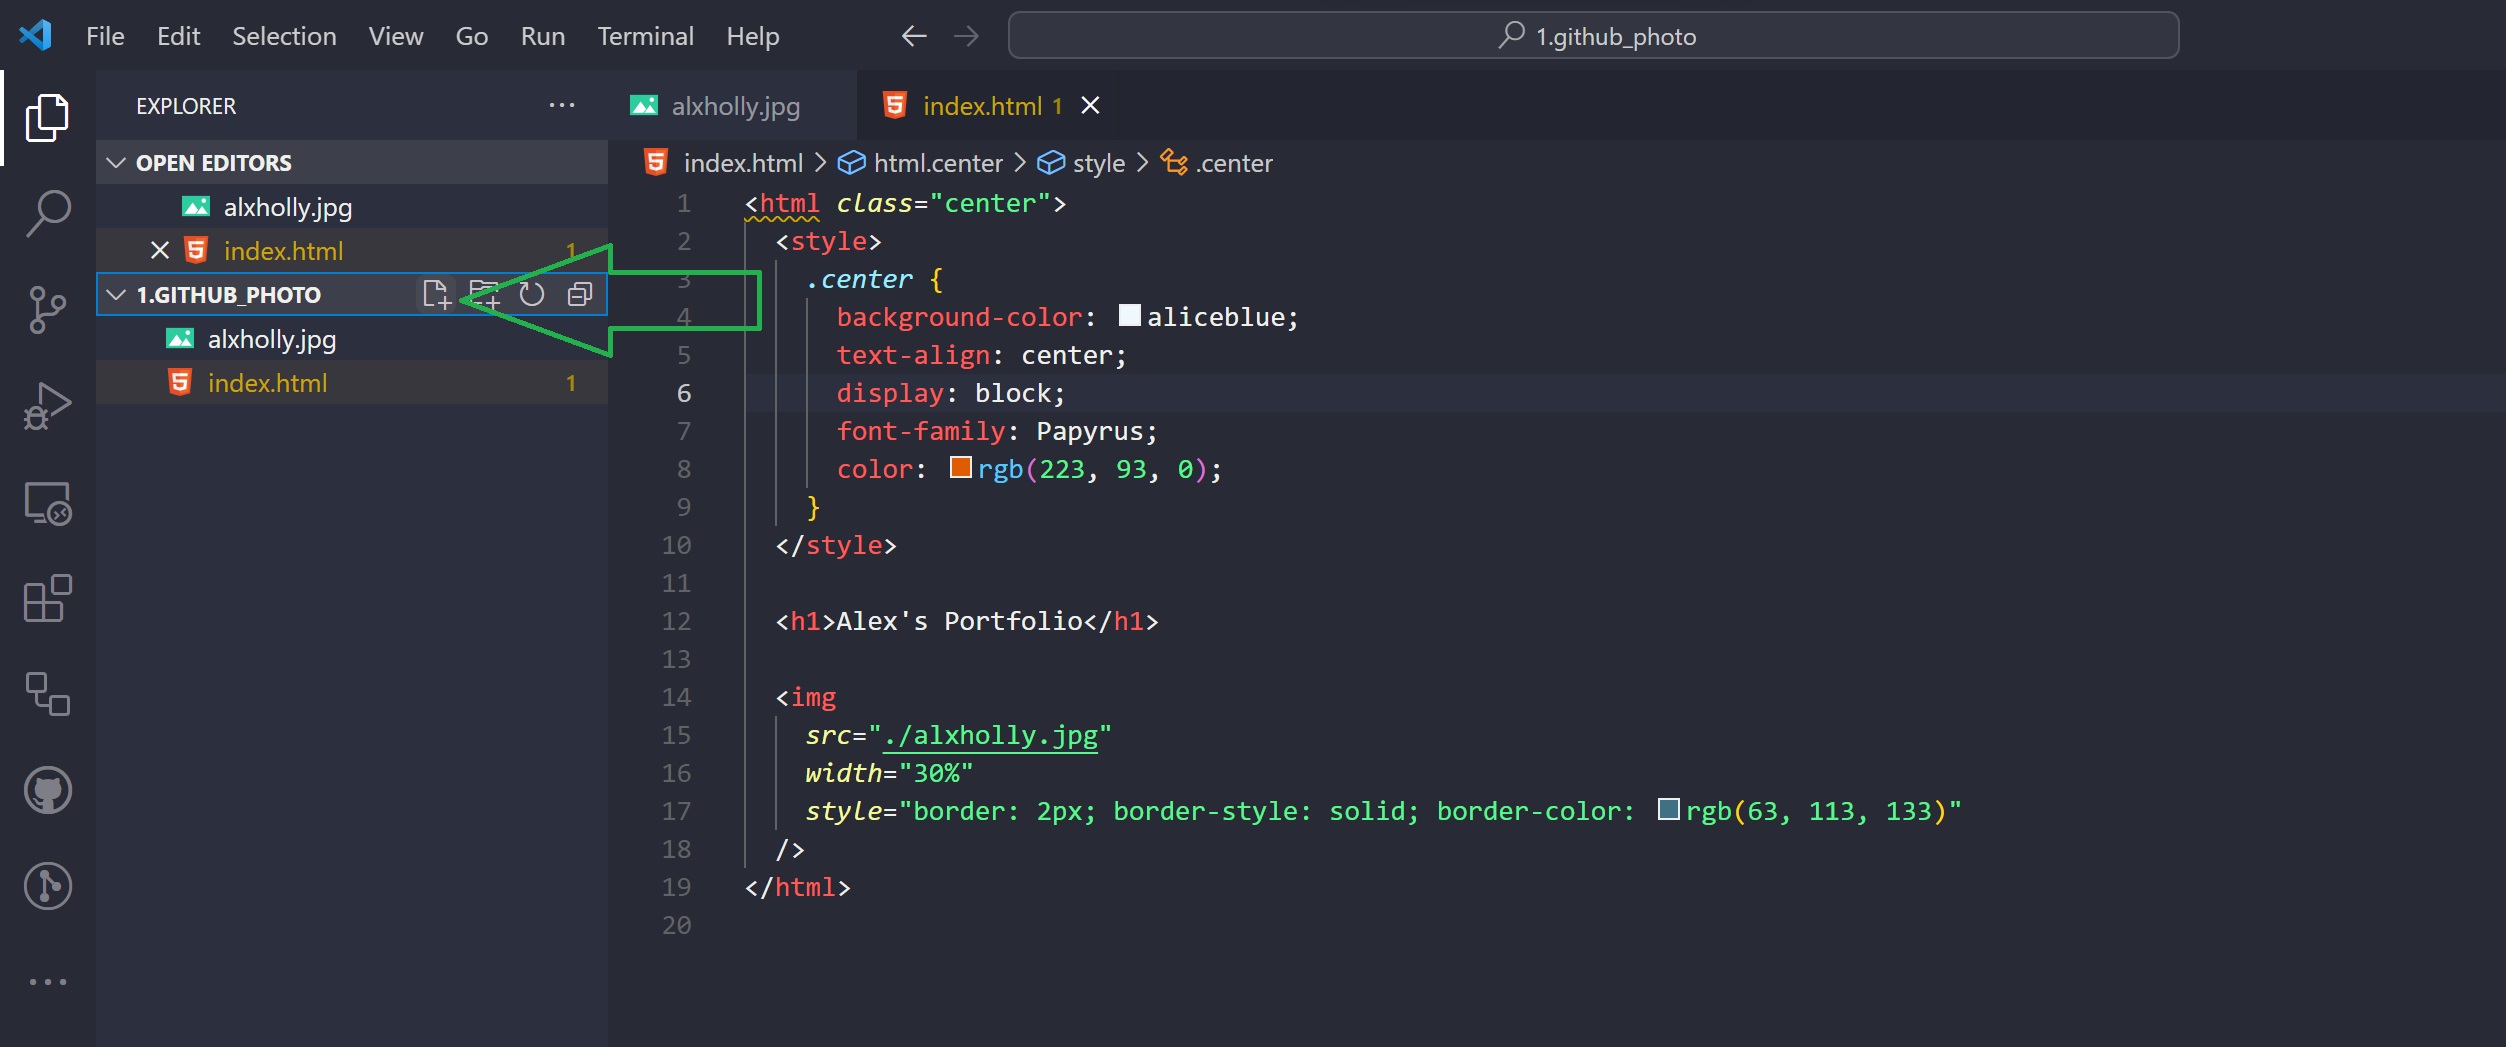 File Edit Selection View Go Run Terminal Help
1.github_photo
EXPLORER
OPEN EDITORS
alxholly.jpg
index.html 1
1.GITHUB_PHOTO
alxholly.jpg
index.html 1
alxholly.jpg index.html 1
index.html > html.center > style > .center
1 <html class="center">
2 <style>
3 .center {
4 background-color: aliceblue;
5 text-align: center;
6 display: block;
7 font-family: Papyrus;
8 color: rgb(223, 93, 0);
9 }
10 </style>
11
12 <h1>Alex's Portfolio</h1>
13
14 <img
15 src="./alxholly.jpg"
16 width="30%"
17 style="border: 2px; border-style: solid; border-color: rgb(63, 113, 133)"
18 />
19 </html>
20